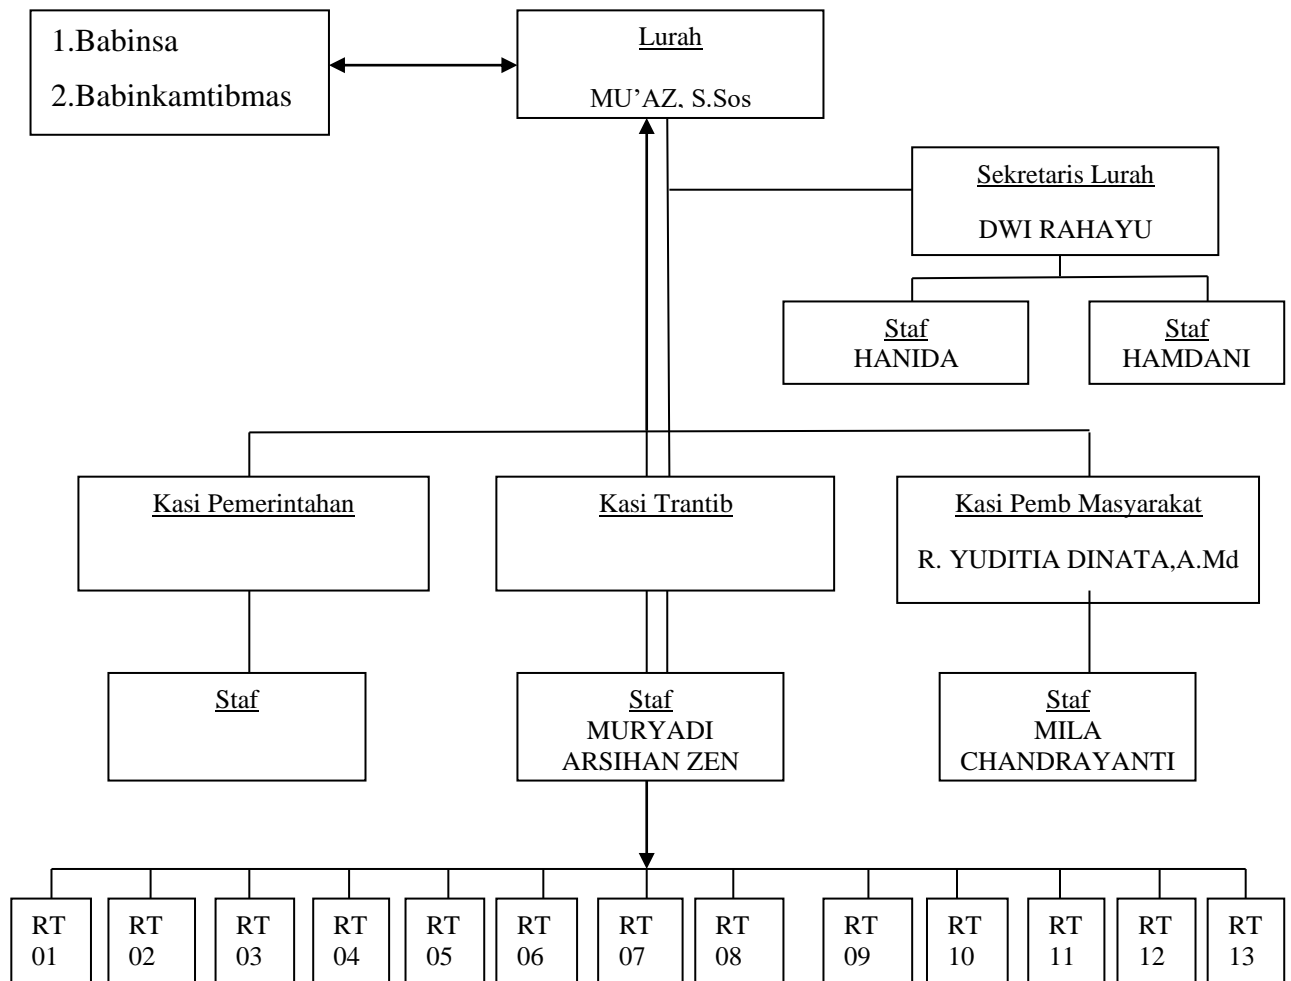 1.Babinsa
2.Babinkamtibmas
Lurah
MU’AZ, S.Sos
Sekretaris Lurah
DWI RAHAYU
Staf
HANIDA
Staf
HAMDANI
Kasi Pemerintahan
Kasi Trantib
Kasi Pemb Masyarakat
R. YUDITIA DINATA,A.Md
Staf
Staf
MURYADI
ARSIHAN ZEN
Staf
MILA
CHANDRAYANTI
RT
01
RT
02
RT
03
RT
04
RT
05
RT
06
RT
07
RT
08
RT
09
RT
10
RT
11
RT
12
RT
13